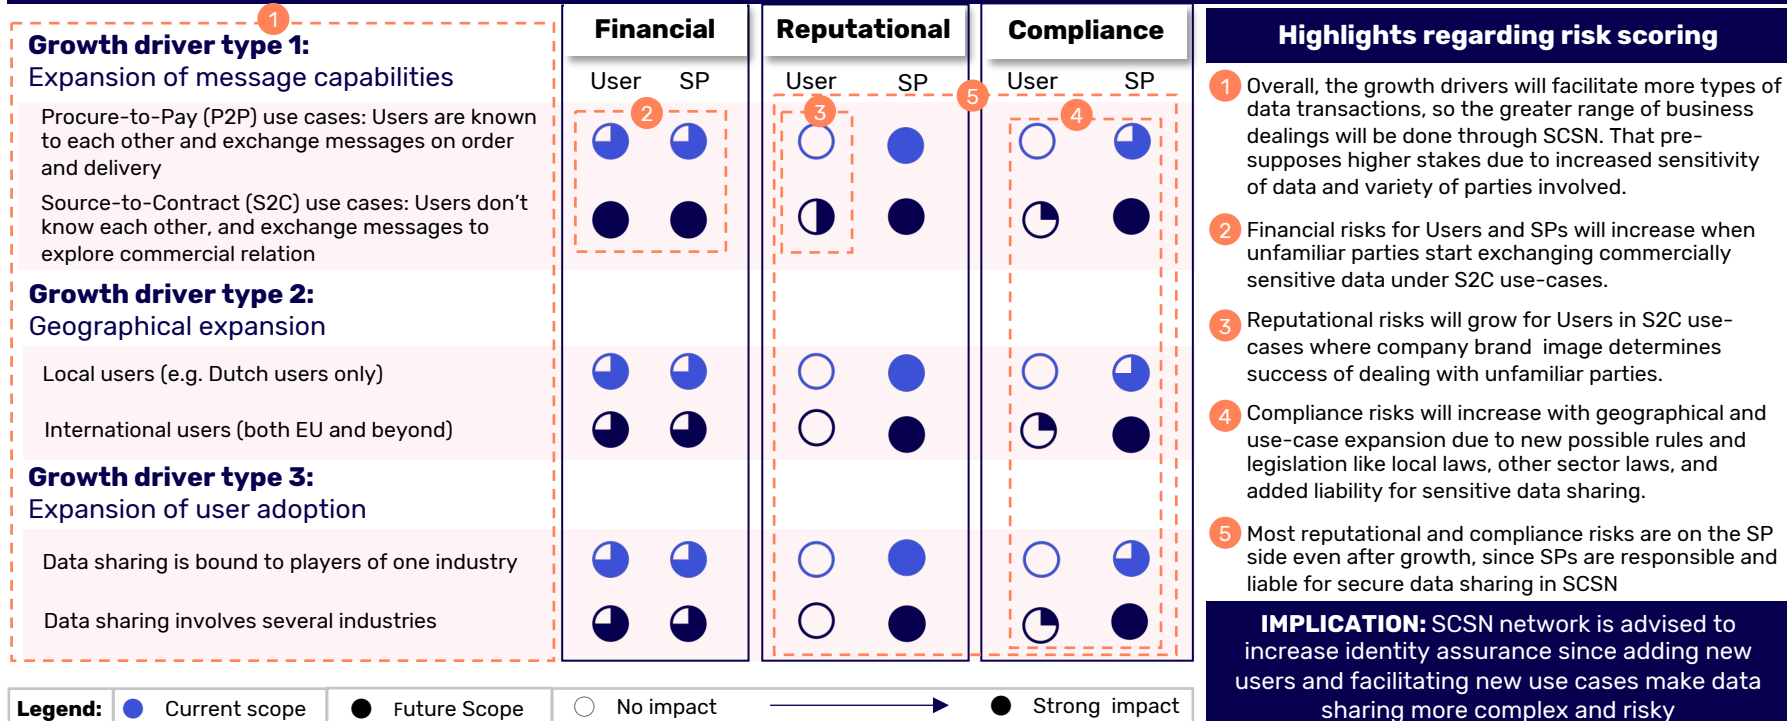 1
Growth driver type 1:
Expansion of message capabilities
Procure-to-Pay (P2P) use cases: Users are known
to each other and exchange messages on order
and delivery
Source-to-Contract (S2C) use cases: Users don’t
know each other, and exchange messages to
explore commercial relation
Growth driver type 2:
Geographical expansion
Local users (e.g. Dutch users only)
International users (both EU and beyond)
Growth driver type 3:
Expansion of user adoption
Data sharing is bound to players of one industry
Data sharing involves several industries
Financial
User SP
2
Reputational
User SP
3
5
Compliance
User SP
4
Highlights regarding risk scoring
1 Overall, the growth drivers will facilitate more types of
data transactions, so the greater range of business
dealings will be done through SCSN. That pre-
supposes higher stakes due to increased sensitivity
of data and variety of parties involved.
2 Financial risks for Users and SPs will increase when
unfamiliar parties start exchanging commercially
sensitive data under S2C use-cases.
3 Reputational risks will grow for Users in S2C use-
cases where company brand image determines
success of dealing with unfamiliar parties.
4 Compliance risks will increase with geographical and
use-case expansion due to new possible rules and
legislation like local laws, other sector laws, and
added liability for sensitive data sharing.
5 Most reputational and compliance risks are on the SP
side even after growth, since SPs are responsible and
liable for secure data sharing in SCSN
IMPLICATION: SCSN network is advised to
increase identity assurance since adding new
users and facilitating new use cases make data
sharing more complex and risky
Legend: Current scope Future Scope No impact Strong impact